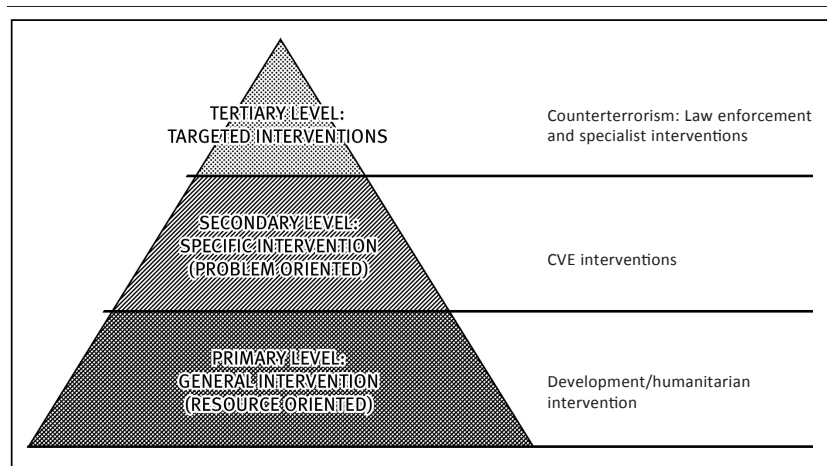 TERTIARY LEVEL:
TARGETED INTERVENTIONS
Counterterrorism: Law enforcement
and specialist interventions
SECONDARY LEVEL:
SPECIFIC INTERVENTION
(PROBLEM ORIENTED)
CVE interventions
PRIMARY LEVEL:
GENERAL INTERVENTION
(RESOURCE ORIENTED)
Development/humanitarian
intervention